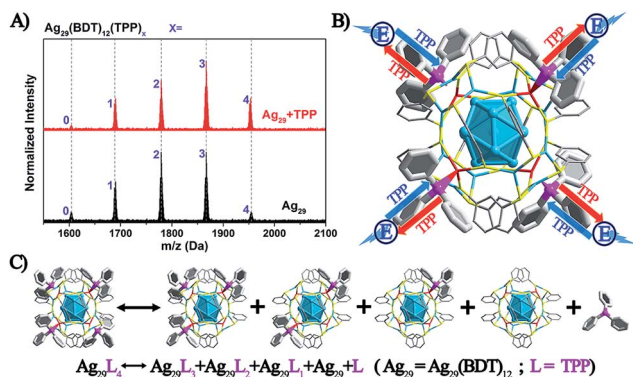 A)
Ag29(BDT)12(TPP)x X=
Normalized Intensity
0
1
2
3
4
Ag29+TPP
0
1
2
3
4
Ag29
1600 1700 1800 1900 2000 2100
m/z (Da)
B)
E TPP TPP
TPP TPP E
TPP TPP
E TPP
TPP E
C)
+ + + + +
Ag29L4 Ag29L3+Ag29L2+Ag29L1+Ag29+L (Ag29=Ag29(BDT)12 ; L= TPP)